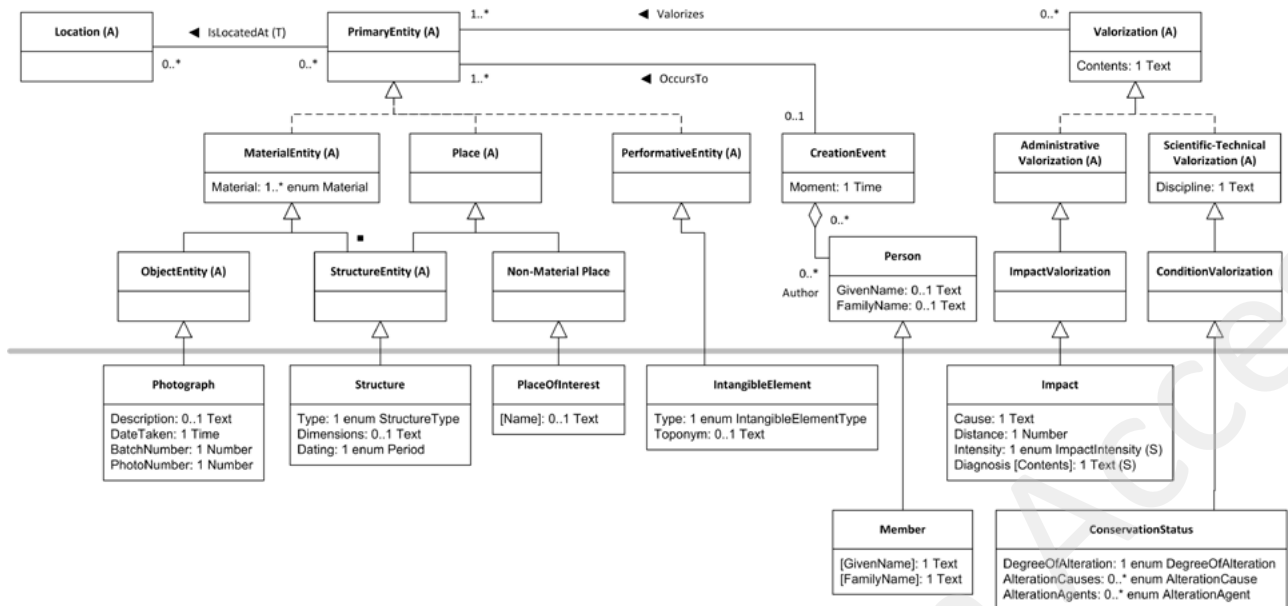 Location (A)
◄ IsLocatedAt (T)
0..*
0..*
PrimaryEntity (A)
1..*
◄ Valorizes
0..*
Valorization (A)
Contents: 1 Text
1..*
◄ OccursTo
0..1
MaterialEntity (A)
Material: 1..* enum Material
Place (A)
PerformativeEntity (A)
CreationEvent
Moment: 1 Time
Administrative
Valorization (A)
Scientific-Technical
Valorization (A)
Discipline: 1 Text
0..*
0..*
Author
ObjectEntity (A)
StructureEntity (A)
Non-Material Place
Person
GivenName: 0..1 Text
FamilyName: 0..1 Text
ImpactValorization
ConditionValorization
Photograph
Description: 0..1 Text
DateTaken: 1 Time
BatchNumber: 1 Number
PhotoNumber: 1 Number
Structure
Type: 1 enum StructureType
Dimensions: 0..1 Text
Dating: 1 enum Period
PlaceOfInterest
[Name]: 0..1 Text
IntangibleElement
Type: 1 enum IntangibleElementType
Toponym: 0..1 Text
Impact
Cause: 1 Text
Distance: 1 Number
Intensity: 1 enum ImpactIntensity (S)
Diagnosis [Contents]: 1 Text (S)
Member
[GivenName]: 1 Text
[FamilyName]: 1 Text
ConservationStatus
DegreeOfAlteration: 1 enum DegreeOfAlteration
AlterationCauses: 0..* enum AlterationCause
AlterationAgents: 0..* enum AlterationAgent
Acce